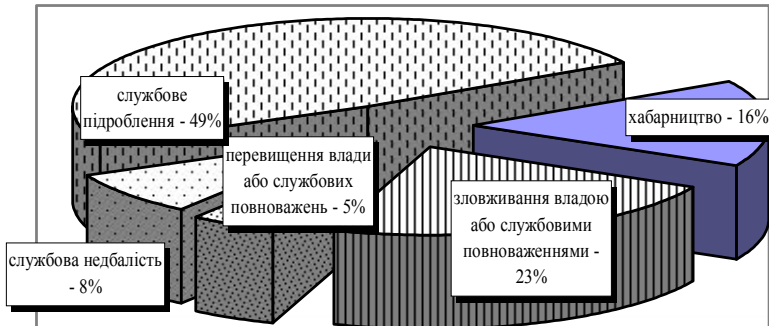 службове
підроблення - 49%
хабарництво - 16%
перевищення влади
або службових
повноважень - 5%
зловживання владою
або службовими
повноваженнями -
23%
службова недбалість
- 8%